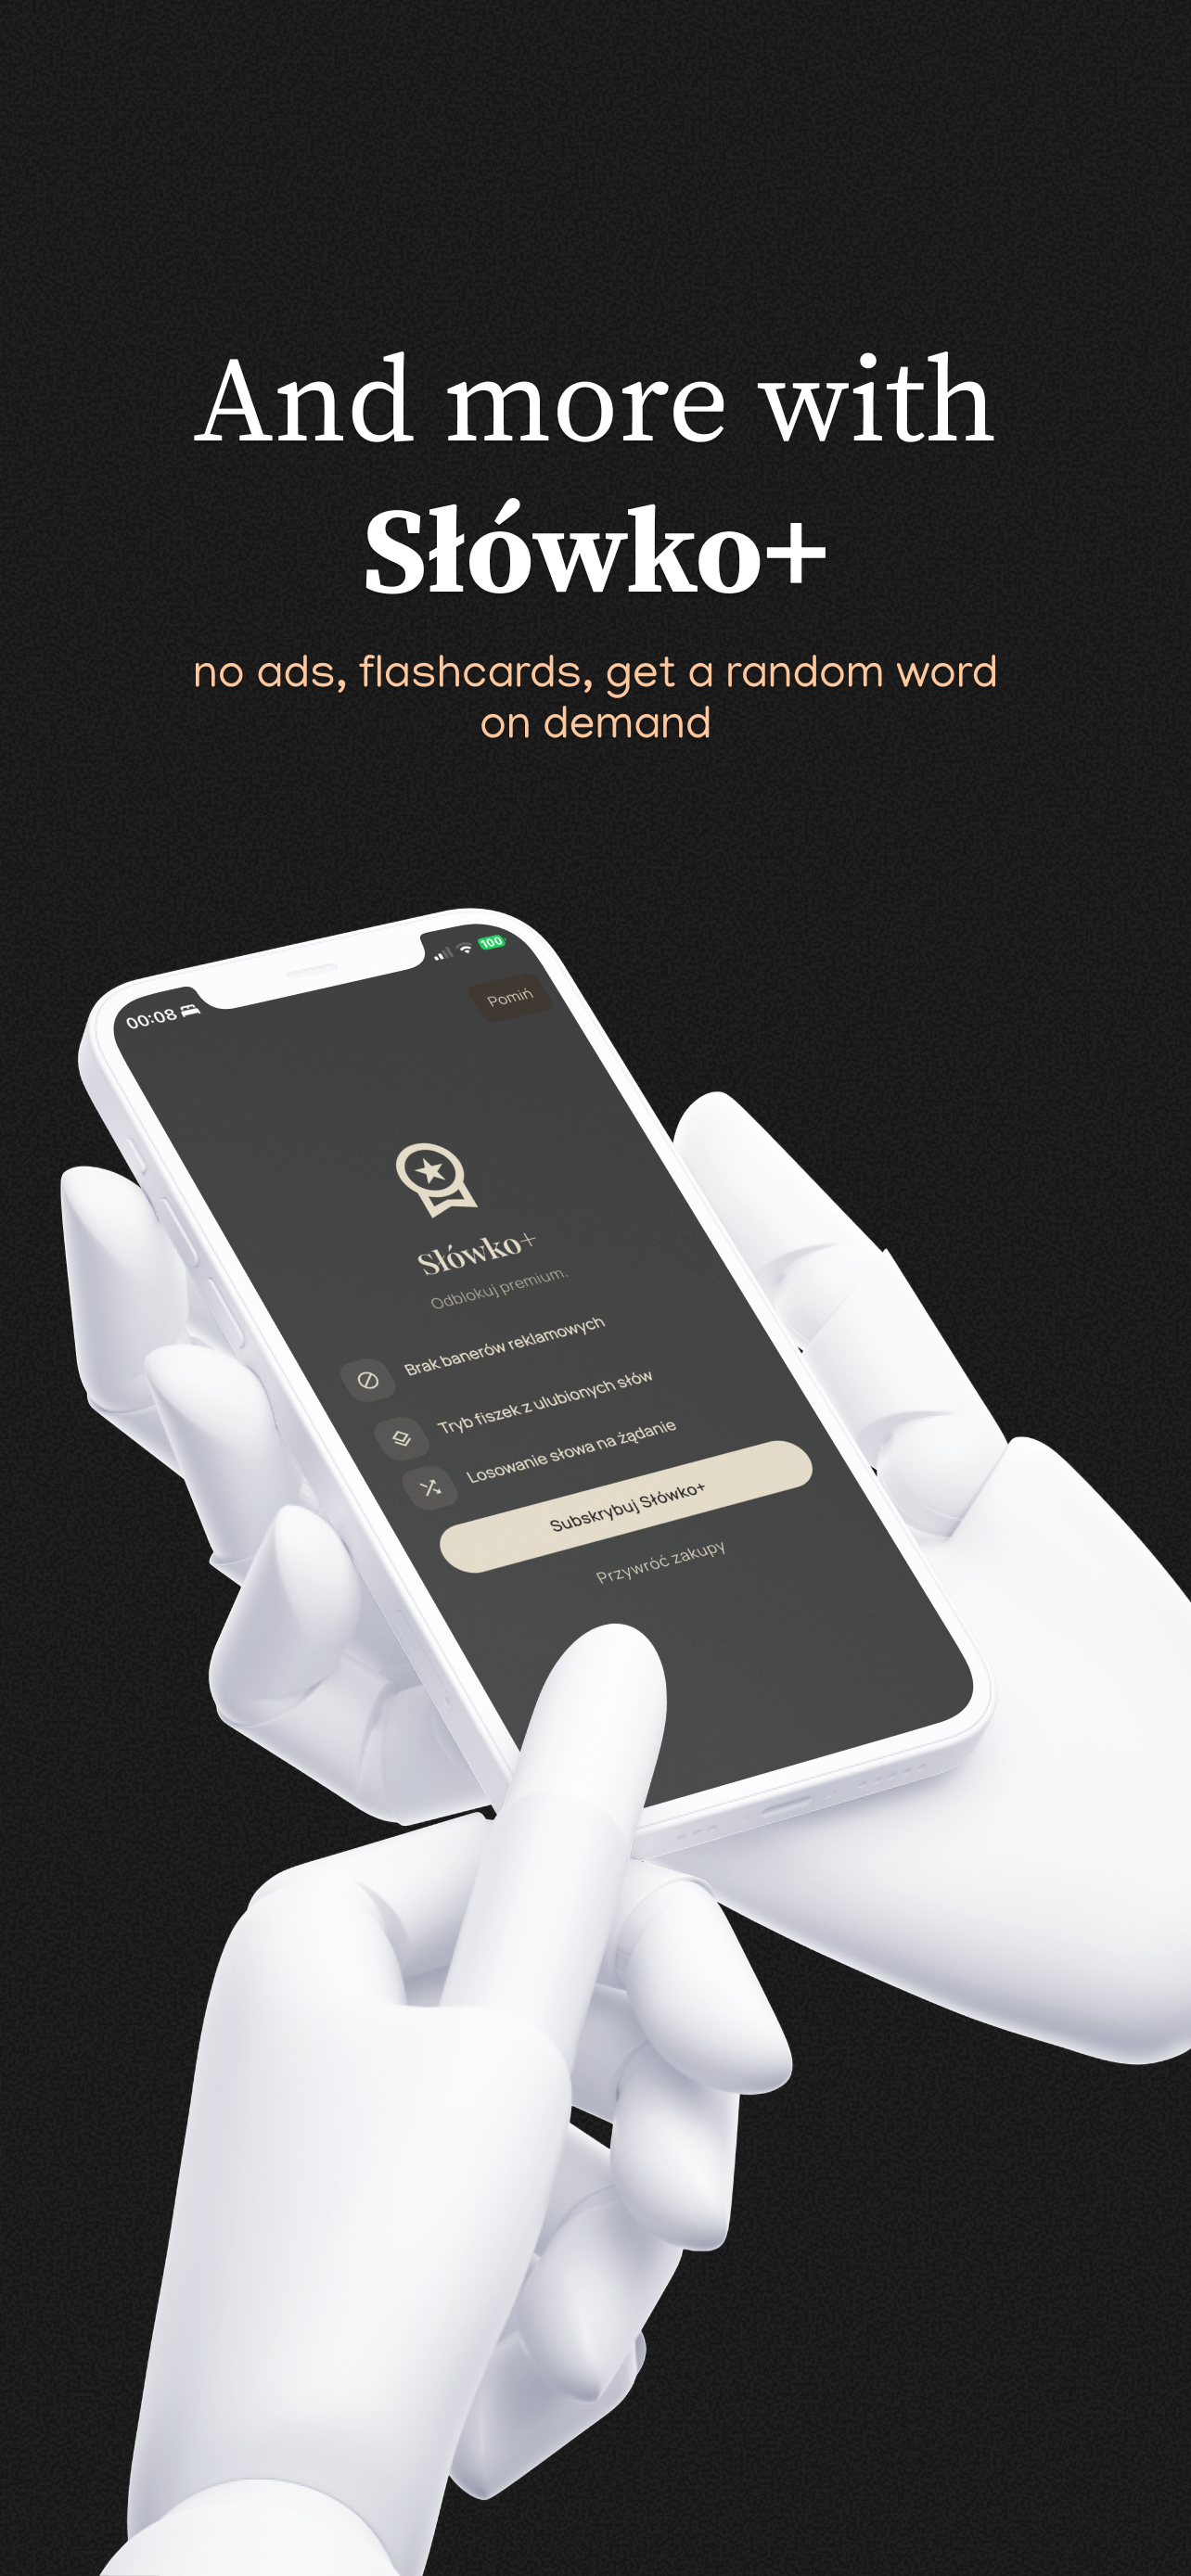 And more with
Słówko+
no ads, flashcards, get a random word
on demand
00:08
100
Pomiń
Słówko+
Odblokuj premium.
Brak banerów reklamowych
Tryb fiszek z ulubionych słów
Losowanie słowa na żądanie
Subskrybuj Słówko+
Przywróć zakupy